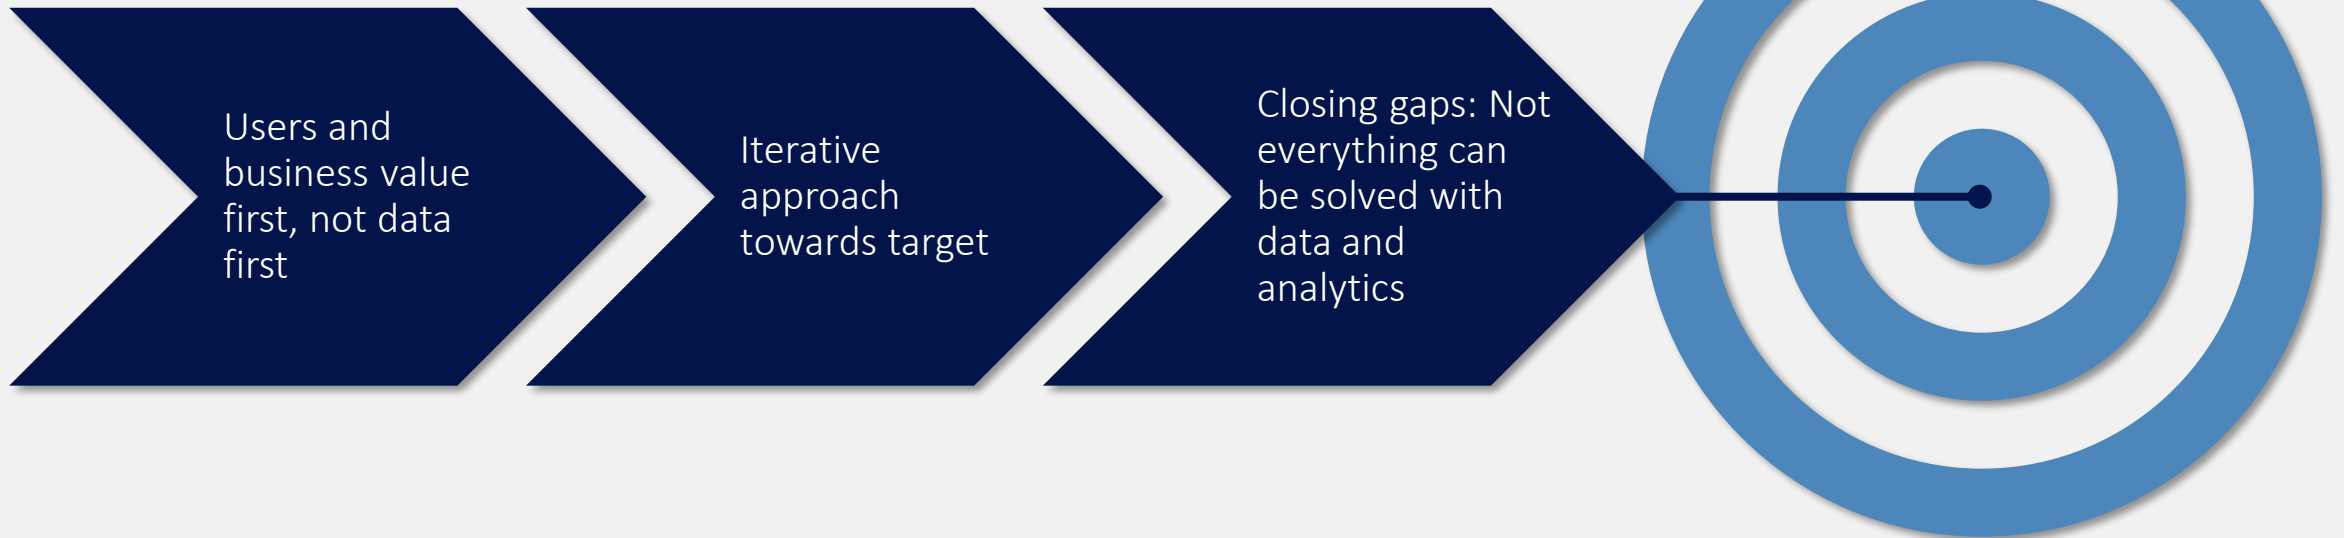 Users and
business value
first, not data
first
Iterative
approach
towards target
Closing gaps: Not
everything can
be solved with
data and
analytics